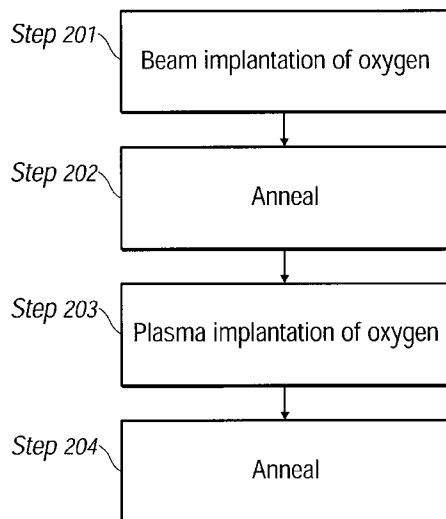 Step 201
Beam implantation of oxygen
Step 202
Anneal
Step 203
Plasma implantation of oxygen
Step 204
Anneal